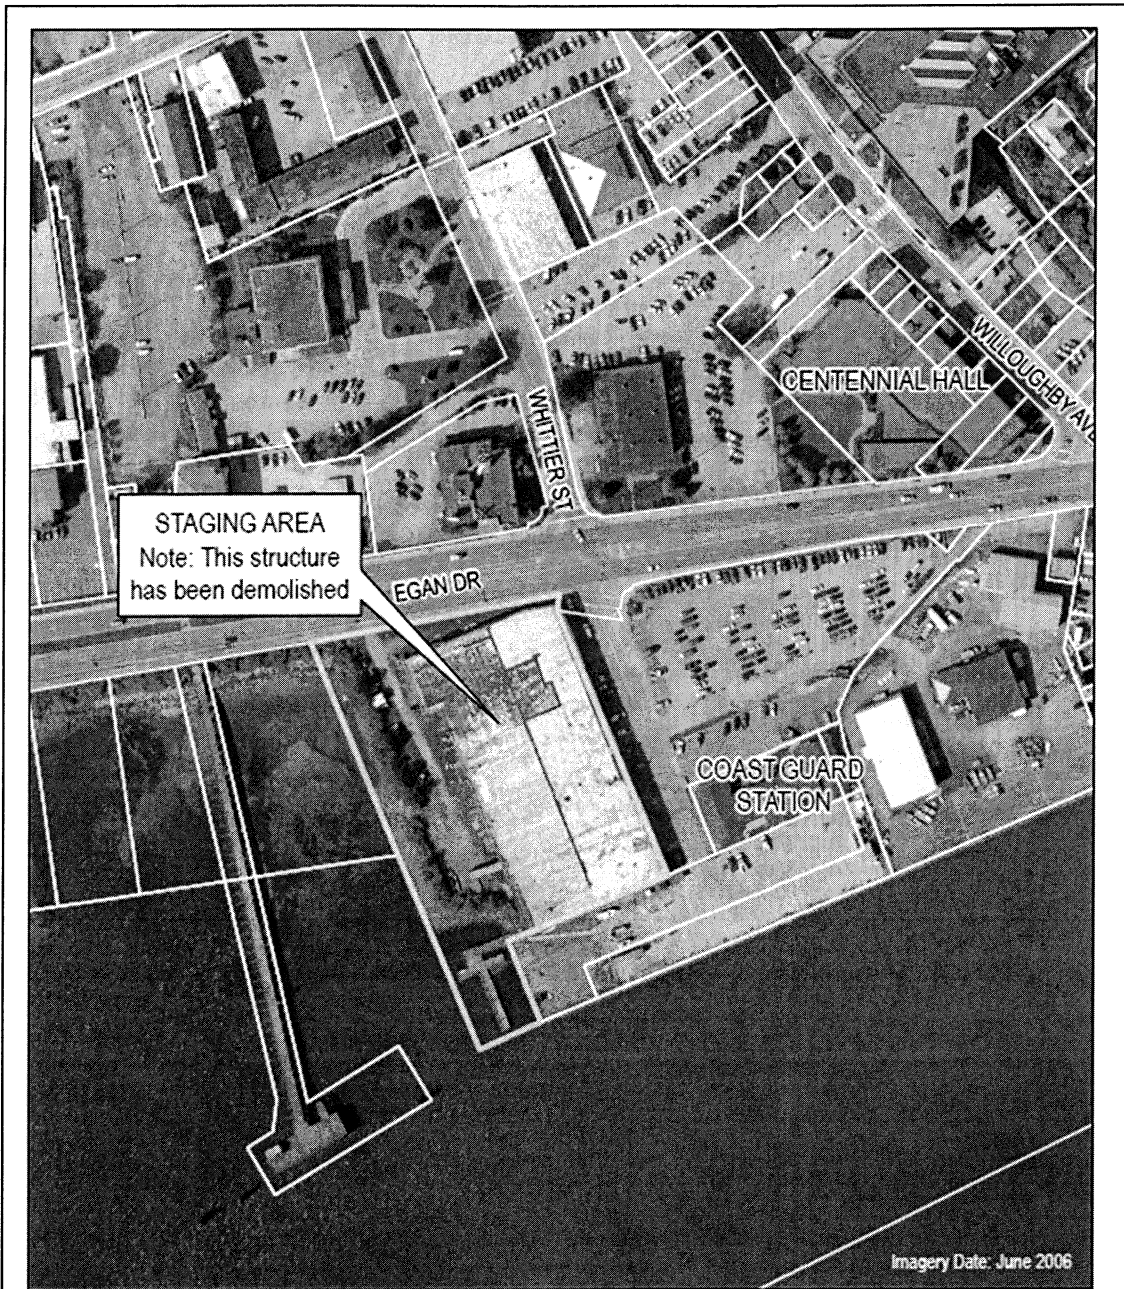 CENTENNIAL HALL
WILLOUGHBY AVE
WHITTIER ST
STAGING AREA
Note: This structure
has been demolished
EGAN DR
COAST GUARD
STATION
Imagery Date: June 2006